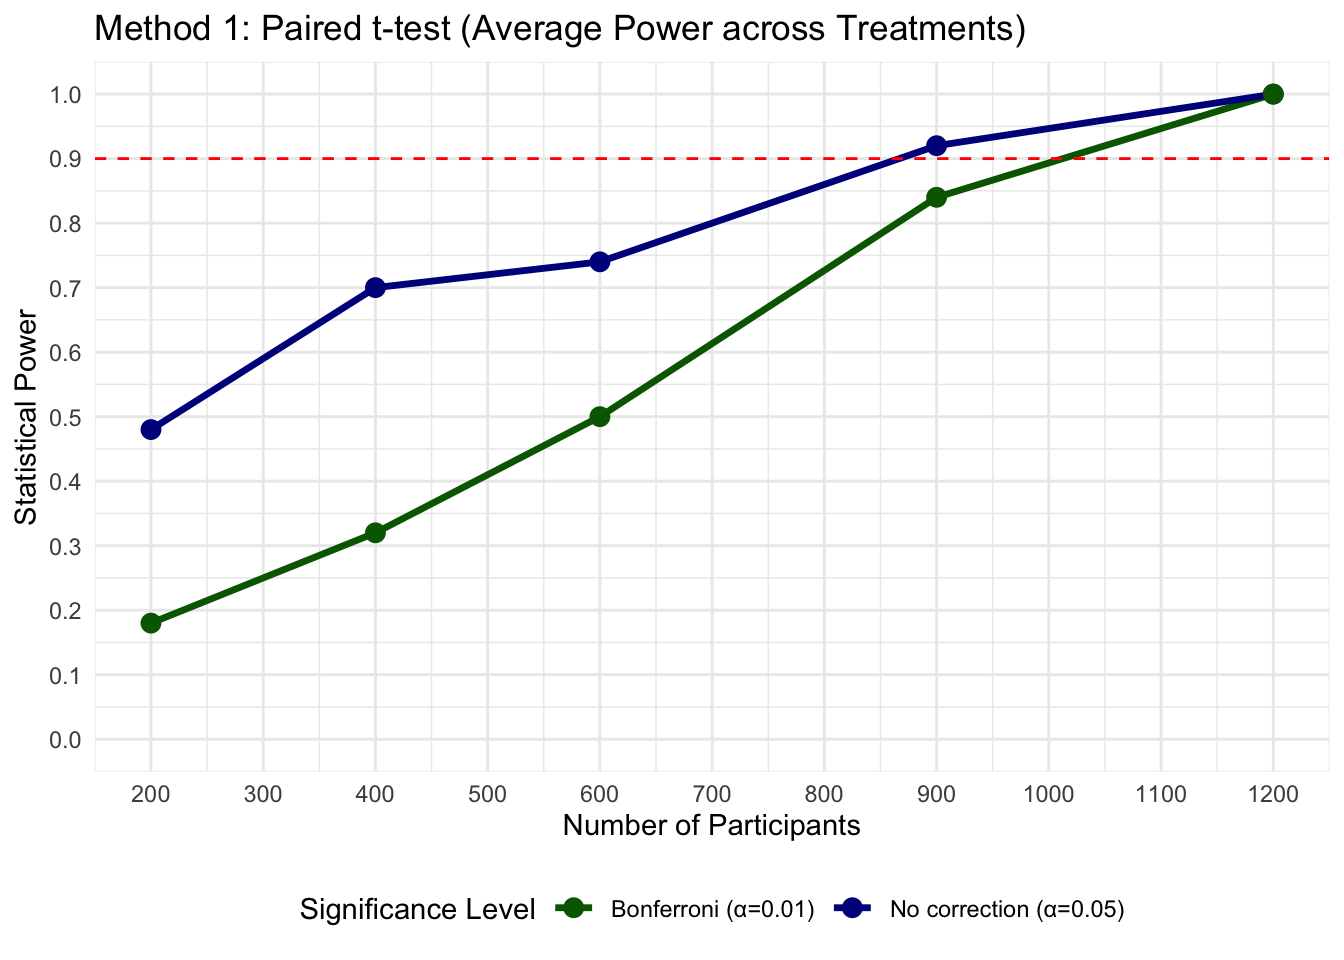 Method 1: Paired t-test (Average Power across Treatments)
1.0
0.9
0.8
0.7
0.6
0.5
0.4
0.3
0.2
0.1
0.0
Statistical Power
200 300 400 500 600 700 800 900 1000 1100 1200
Number of Participants
Significance Level Bonferroni (α=0.01) No correction (α=0.05)